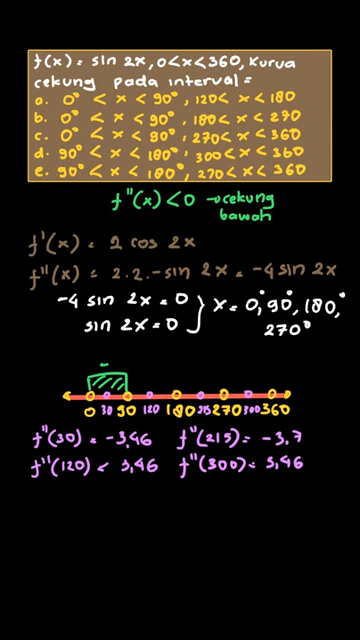 f(x) = sin 2x, 0 < x < 360, kurva
cekung pada interval =
a. 0° < x < 90°, 120 < x < 180
b. 0° < x < 90°, 180 < x < 270
c. 0° < x < 80°, 270 < x < 360
d. 90° < x < 180°, 300 < x < 360
e. 90° < x < 180°, 270 < x < 360
f"(x) < 0 → cekung
bawah
f'(x) = 2 cos 2x
f"(x) = 2.2.-sin 2x = -4 sin 2x
-4 sin 2x = 0
sin 2x = 0
} x = 0°, 90°, 180°,
270°
-
0 30 90 120 180 215 270 300 360
f"(30) = -3,46 f"(215) = -3,7
f"(120) = 3,46 f"(300) = 3,46